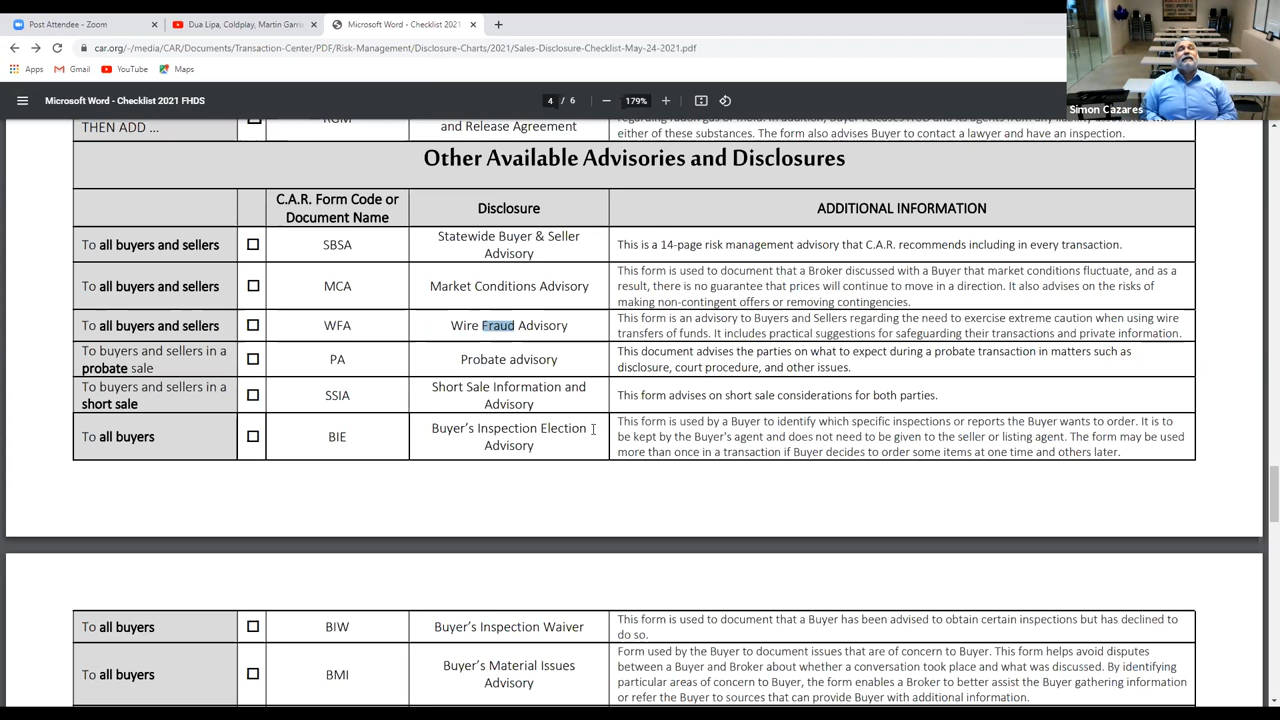 Post Attendee - Zoom
Dua Lipa, Coldplay, Martin Garri
Microsoft Word - Checklist 2021
car.org/-/media/CAR/Documents/Transaction-Center/PDF/Risk-Management/Disclosure-Charts/2021/Sales-Disclosure-Checklist-May-24-2021.pdf
Apps
Gmail
YouTube
Maps
Microsoft Word - Checklist 2021 FHDS
4 / 6
179%
Simon Cazares
THEN ADD ...
RGM
and Release Agreement
either of these substances. The form also advises Buyer to contact a lawyer and have an inspection.
Other Available Advisories and Disclosures
C.A.R. Form Code or
Document Name
Disclosure
ADDITIONAL INFORMATION
To all buyers and sellers
SBSA
Statewide Buyer & Seller
Advisory
This is a 14-page risk management advisory that C.A.R. recommends including in every transaction.
To all buyers and sellers
MCA
Market Conditions Advisory
This form is used to document that a Broker discussed with a Buyer that market conditions fluctuate, and as a
result, there is no guarantee that prices will continue to move in a direction. It also advises on the risks of
making non-contingent offers or removing contingencies.
To all buyers and sellers
WFA
Wire Fraud Advisory
This form is an advisory to Buyers and Sellers regarding the need to exercise extreme caution when using wire
transfers of funds. It includes practical suggestions for safeguarding their transactions and private information.
To buyers and sellers in a
probate sale
PA
Probate advisory
This document advises the parties on what to expect during a probate transaction in matters such as
disclosure, court procedure, and other issues.
To buyers and sellers in a
short sale
SSIA
Short Sale Information and
Advisory
This form advises on short sale considerations for both parties.
To all buyers
BIE
Buyer's Inspection Election
Advisory
This form is used by a Buyer to identify which specific inspections or reports the Buyer wants to order. It is to
be kept by the Buyer's agent and does not need to be given to the seller or listing agent. The form may be used
more than once in a transaction if Buyer decides to order some items at one time and others later.
To all buyers
BIW
Buyer's Inspection Waiver
This form is used to document that a Buyer has been advised to obtain certain inspections but has declined to
do so.
To all buyers
BMI
Buyer's Material Issues
Advisory
Form used by the Buyer to document issues that are of concern to Buyer. This form helps avoid disputes
between a Buyer and Broker about whether a conversation took place and what was discussed. By identifying
particular areas of concern to Buyer, the form enables a Broker to better assist the Buyer gathering information
or refer the Buyer to sources that can provide Buyer with additional information.